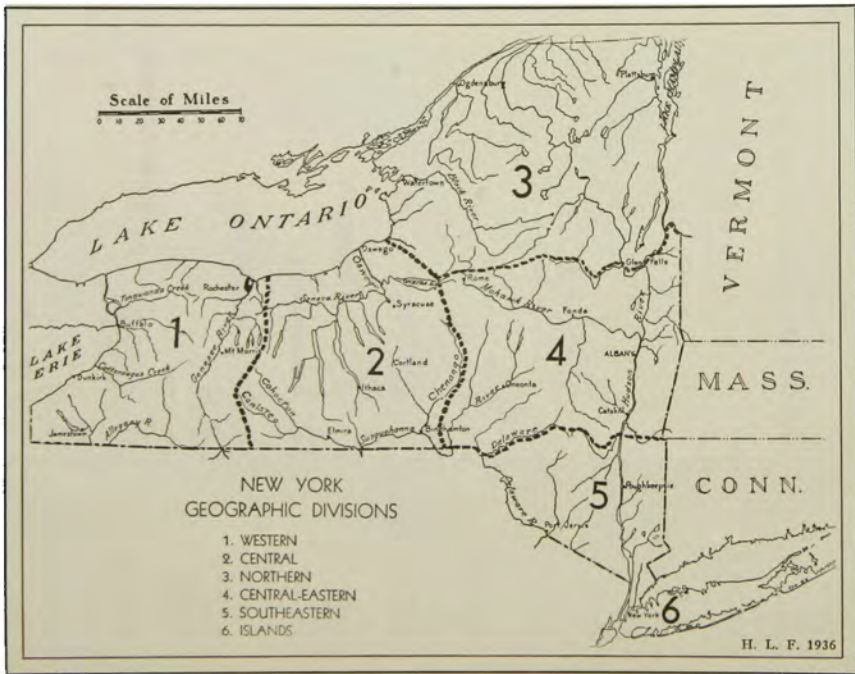 Scale of Miles
0 10 20 30 40 50 60 70
Ogdensburg
Plattsburg
VERMONT
Watertown
Black River
3
LAKE ONTARIO
Oswego
Glens Falls
Rome
Tonawanda Creek
Rochester
Seneca River
Syracuse
Mohawk River
Fonda
Buffalo
1
LAKE ERIE
Genesee River
Mt Morris
2
Cortland
4
ALBANY
Hudson
River
MASS.
Cattaraugus Creek
Dunkirk
Ithaca
Chenango
River
Oneonta
Catskill
Canisteo
Cohocton
Jamestown
Allegany R.
Elmira
Susquehanna
Binghamton
Delaware
NEW YORK
GEOGRAPHIC DIVISIONS
1. WESTERN
2. CENTRAL
3. NORTHERN
4. CENTRAL-EASTERN
5. SOUTHEASTERN
6. ISLANDS
Delaware R.
5
Poughkeepsie
CONN.
Port Jervis
New York
6
H. L. F. 1936